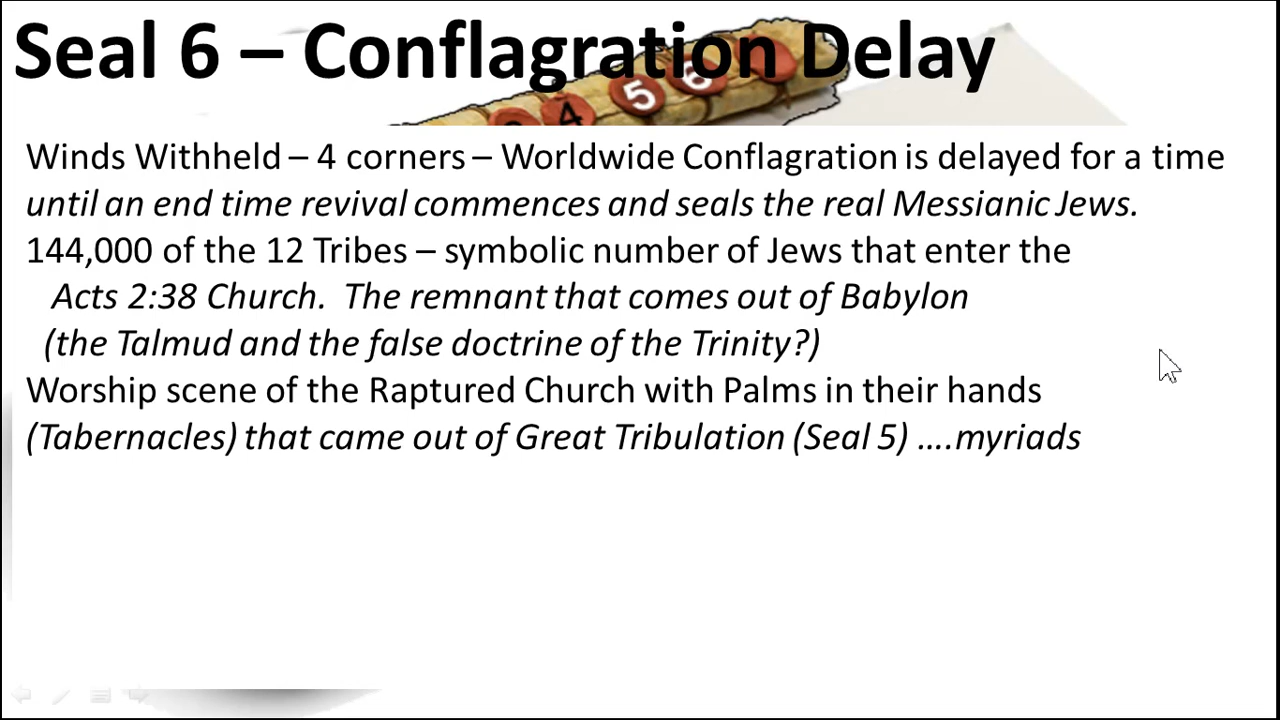 Seal 6 – Conflagration Delay
4 5 6
Winds Withheld – 4 corners – Worldwide Conflagration is delayed for a time
until an end time revival commences and seals the real Messianic Jews.
144,000 of the 12 Tribes – symbolic number of Jews that enter the
Acts 2:38 Church. The remnant that comes out of Babylon
(the Talmud and the false doctrine of the Trinity?)
Worship scene of the Raptured Church with Palms in their hands
(Tabernacles) that came out of Great Tribulation (Seal 5) ....myriads